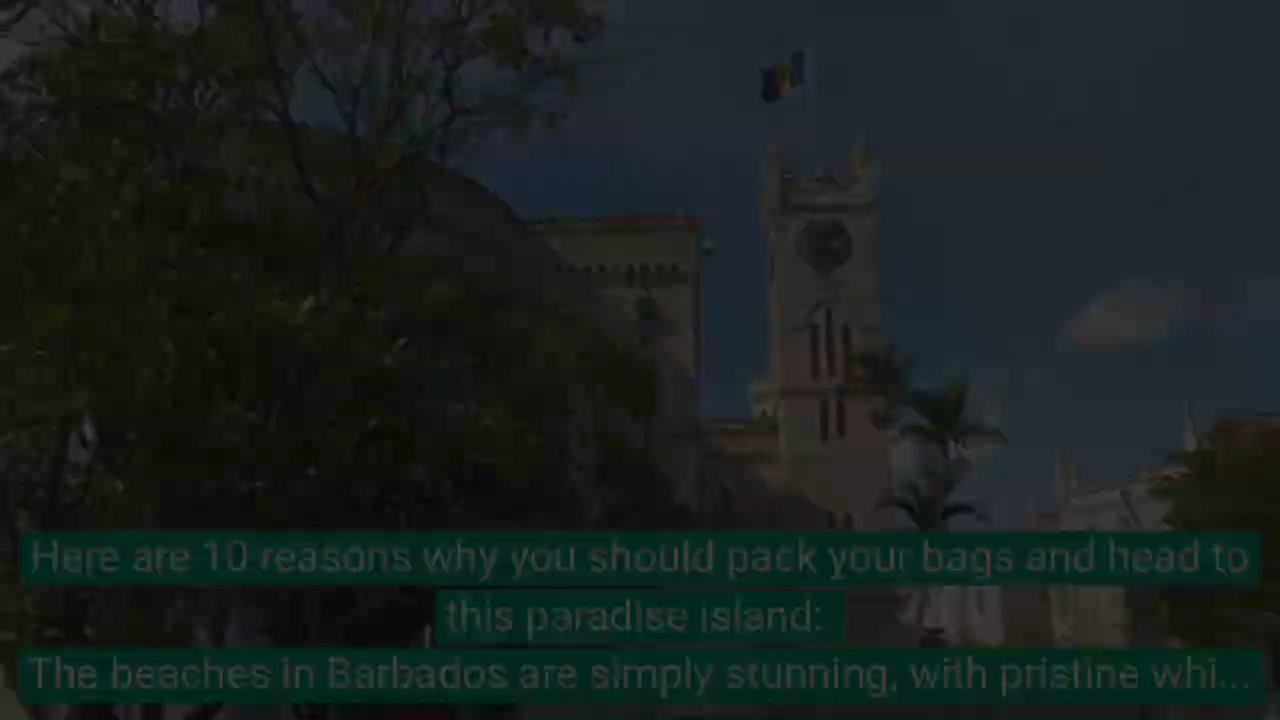 Here are 10 reasons why you should pack your bags and head to
this paradise island:
The beaches in Barbados are simply stunning, with pristine whi...